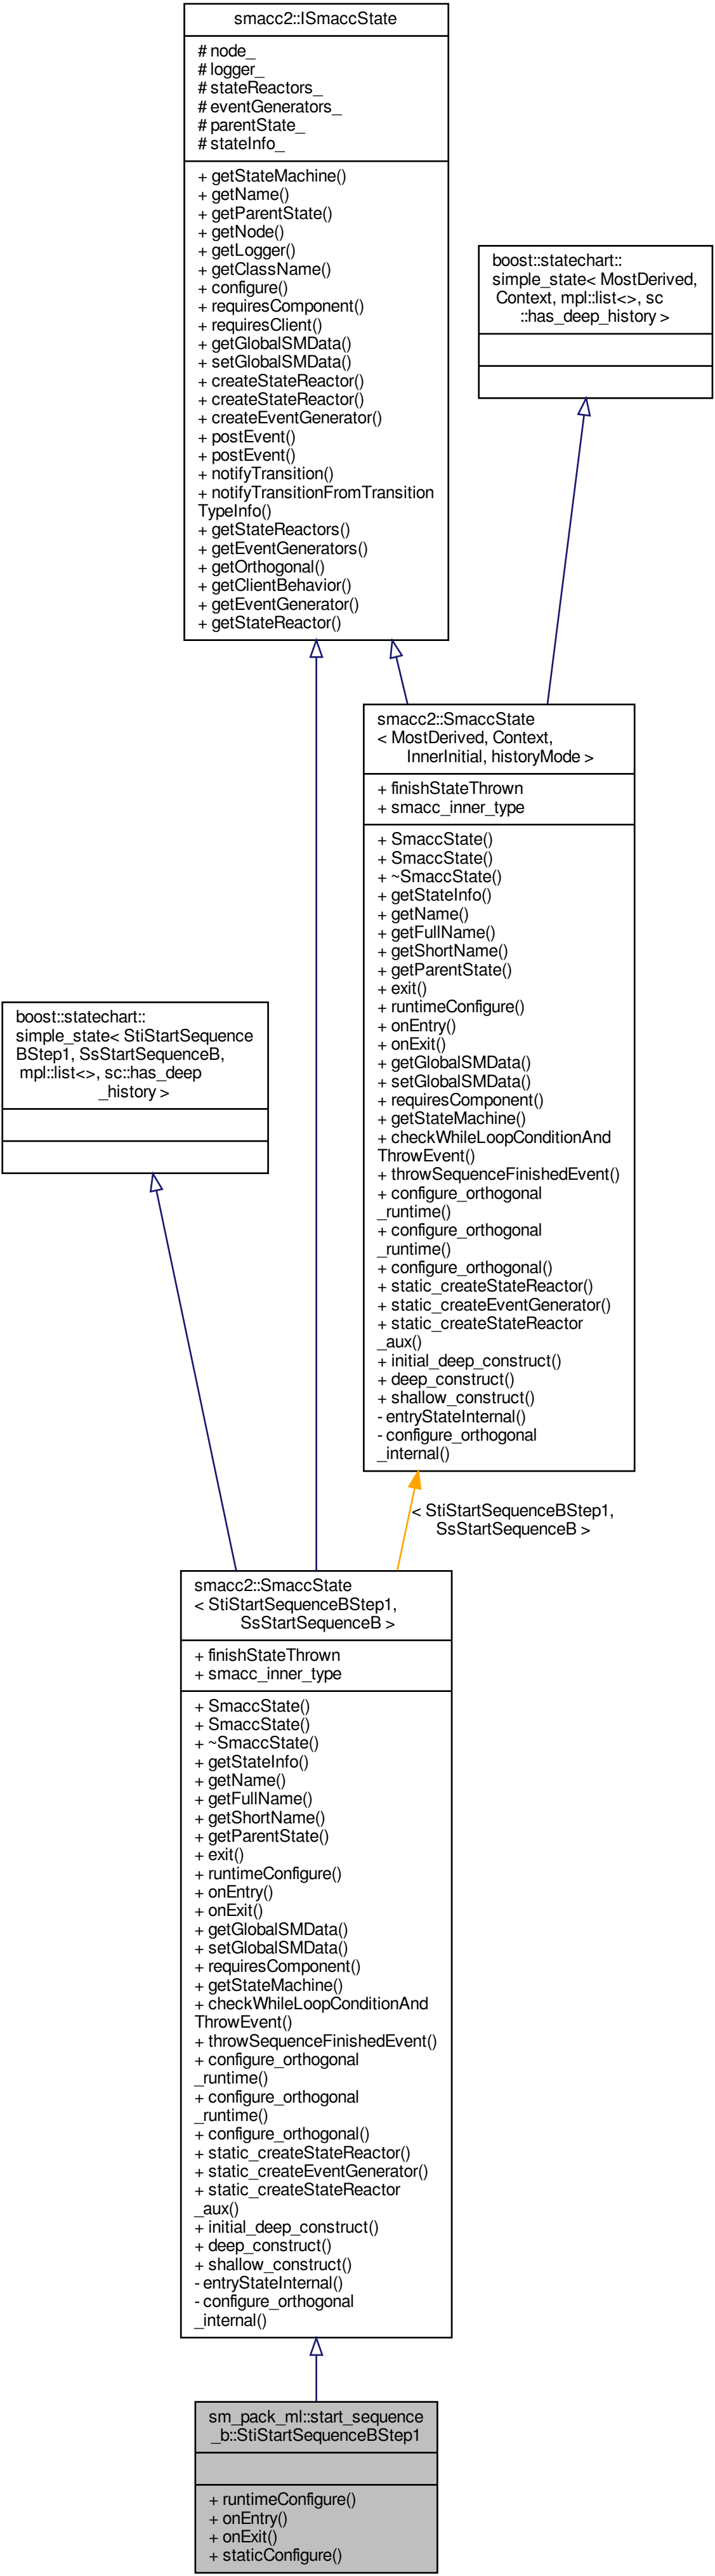 smacc2::ISmaccState
# node_
# logger_
# stateReactors_
# eventGenerators_
# parentState_
# stateInfo_
+ getStateMachine()
+ getName()
+ getParentState()
+ getNode()
+ getLogger()
+ getClassName()
+ configure()
+ requiresComponent()
+ requiresClient()
+ getGlobalSMData()
+ setGlobalSMData()
+ createStateReactor()
+ createStateReactor()
+ createEventGenerator()
+ postEvent()
+ postEvent()
+ notifyTransition()
+ notifyTransitionFromTransition
TypeInfo()
+ getStateReactors()
+ getEventGenerators()
+ getOrthogonal()
+ getClientBehavior()
+ getEventGenerator()
+ getStateReactor()
boost::statechart::
simple_state< MostDerived,
Context, mpl::list<>, sc
::has_deep_history >
smacc2::SmaccState
< MostDerived, Context,
InnerInitial, historyMode >
+ finishStateThrown
+ smacc_inner_type
+ SmaccState()
+ SmaccState()
+ ~SmaccState()
+ getStateInfo()
+ getName()
+ getFullName()
+ getShortName()
+ getParentState()
+ exit()
+ runtimeConfigure()
+ onEntry()
+ onExit()
+ getGlobalSMData()
+ setGlobalSMData()
+ requiresComponent()
+ getStateMachine()
+ checkWhileLoopConditionAnd
ThrowEvent()
+ throwSequenceFinishedEvent()
+ configure_orthogonal
_runtime()
+ configure_orthogonal
_runtime()
+ configure_orthogonal()
+ static_createStateReactor()
+ static_createEventGenerator()
+ static_createStateReactor
_aux()
+ initial_deep_construct()
+ deep_construct()
+ shallow_construct()
- entryStateInternal()
- configure_orthogonal
_internal()
boost::statechart::
simple_state< StiStartSequence
BStep1, SsStartSequenceB,
mpl::list<>, sc::has_deep
_history >
< StiStartSequenceBStep1,
SsStartSequenceB >
smacc2::SmaccState
< StiStartSequenceBStep1,
SsStartSequenceB >
+ finishStateThrown
+ smacc_inner_type
+ SmaccState()
+ SmaccState()
+ ~SmaccState()
+ getStateInfo()
+ getName()
+ getFullName()
+ getShortName()
+ getParentState()
+ exit()
+ runtimeConfigure()
+ onEntry()
+ onExit()
+ getGlobalSMData()
+ setGlobalSMData()
+ requiresComponent()
+ getStateMachine()
+ checkWhileLoopConditionAnd
ThrowEvent()
+ throwSequenceFinishedEvent()
+ configure_orthogonal
_runtime()
+ configure_orthogonal
_runtime()
+ configure_orthogonal()
+ static_createStateReactor()
+ static_createEventGenerator()
+ static_createStateReactor
_aux()
+ initial_deep_construct()
+ deep_construct()
+ shallow_construct()
- entryStateInternal()
- configure_orthogonal
_internal()
sm_pack_ml::start_sequence
_b::StiStartSequenceBStep1
+ runtimeConfigure()
+ onEntry()
+ onExit()
+ staticConfigure()